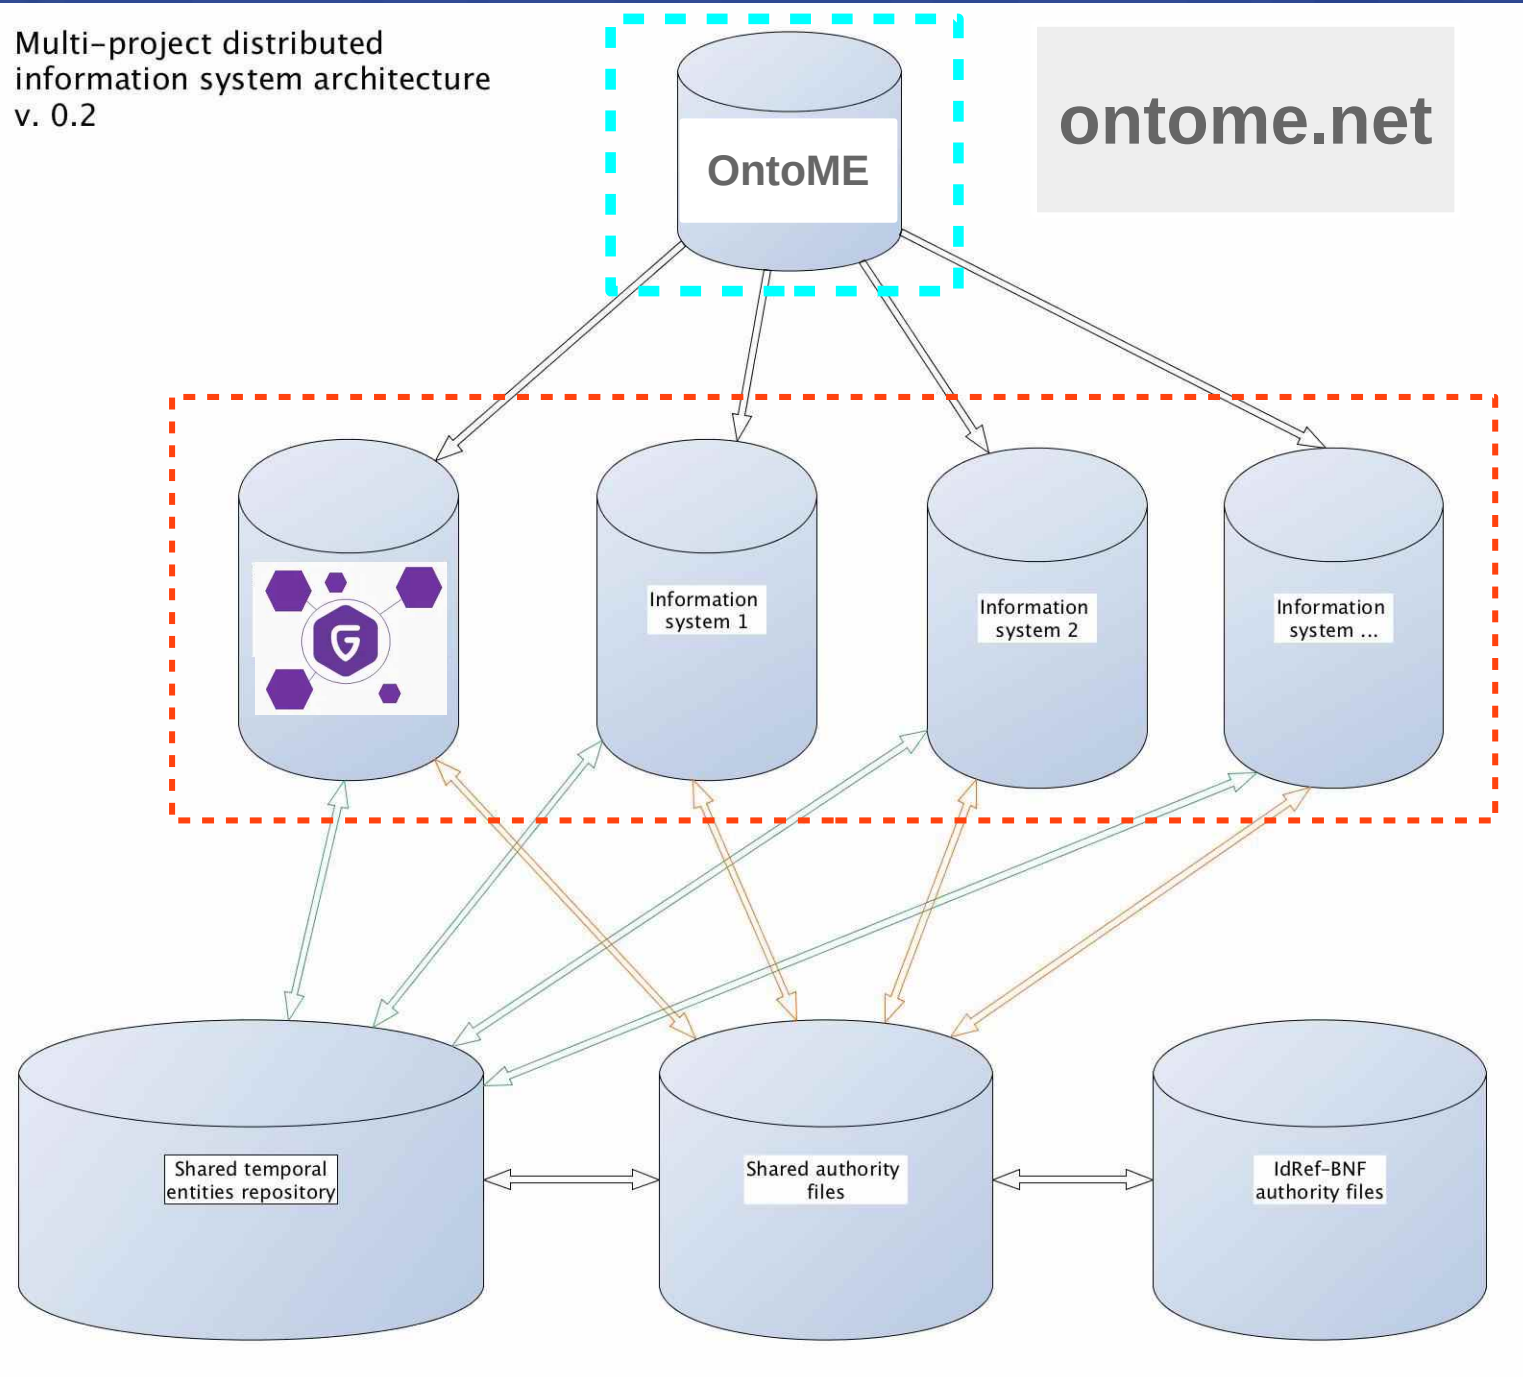 Multi-project distributed
information system architecture
v. 0.2
OntoME
ontome.net
G
Information
system 1
Information
system 2
Information
system ...
Shared temporal
entities repository
Shared authority
files
IdRef-BNF
authority files